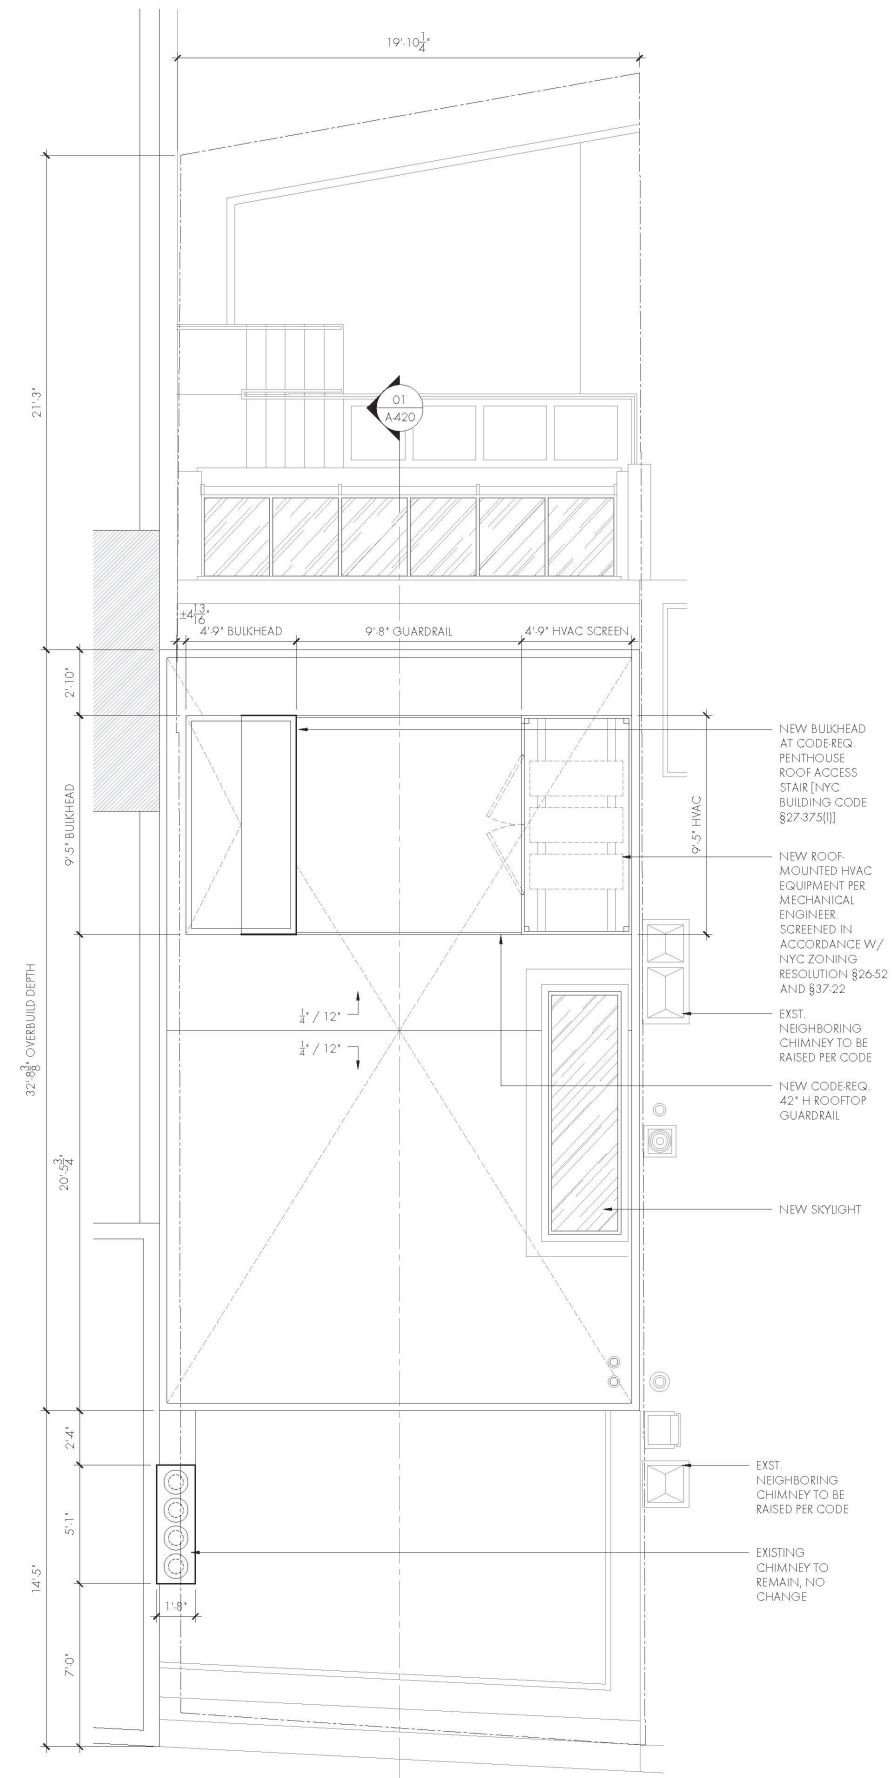 19'-10 1/4"
21'-3"
01
A-420
±4 13/16"
4'-9" BULKHEAD
9'-8" GUARDRAIL
4'-9" HVAC SCREEN
2'-10"
9'-5" BULKHEAD
9'-5" HVAC
NEW BULKHEAD
AT CODE-REQ.
PENTHOUSE
ROOF ACCESS
STAIR [NYC
BUILDING CODE
§27-375(l)]
NEW ROOF-
MOUNTED HVAC
EQUIPMENT PER
MECHANICAL
ENGINEER.
SCREENED IN
ACCORDANCE W/
NYC ZONING
RESOLUTION §26-52
AND §37-22
32'-8 3/8" OVERBUILD DEPTH
1/4" / 12"
1/4" / 12"
EXST.
NEIGHBORING
CHIMNEY TO BE
RAISED PER CODE
NEW CODE-REQ.
42" H ROOFTOP
GUARDRAIL
20'-5 3/4"
NEW SKYLIGHT
2'-4"
5'-1"
14'-5"
1'-8"
7'-0"
EXST.
NEIGHBORING
CHIMNEY TO BE
RAISED PER CODE
EXISTING
CHIMNEY TO
REMAIN, NO
CHANGE